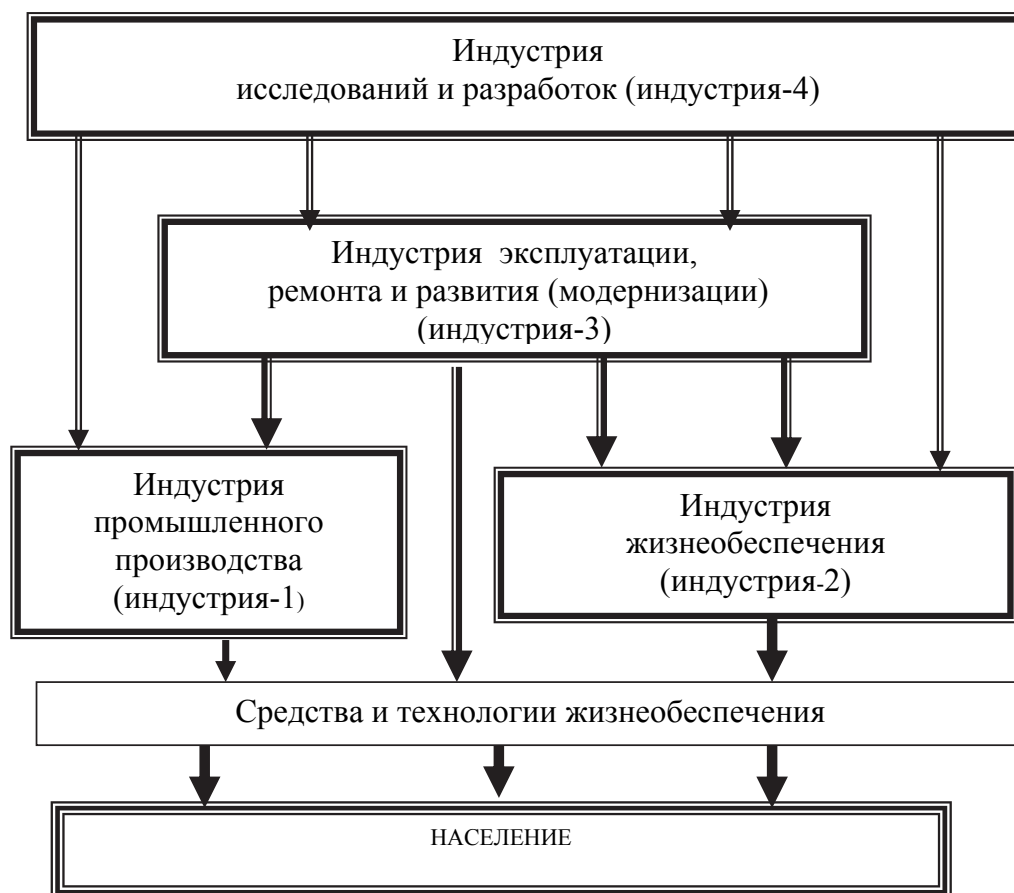 Индустрия
исследований и разработок (индустрия-4)
Индустрия эксплуатации,
ремонта и развития (модернизации)
(индустрия-3)
Индустрия
промышленного
производства
(индустрия-1)
Индустрия
жизнеобеспечения
(индустрия-2)
Средства и технологии жизнеобеспечения
НАСЕЛЕНИЕ